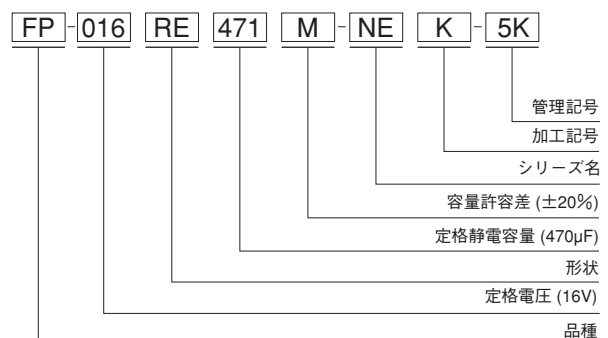 FP-016 RE 471 M-NE K-5K
管理記号
加工記号
シリーズ名
容量許容差 (±20%)
定格静電容量 (470µF)
形状
定格電圧 (16V)
品種